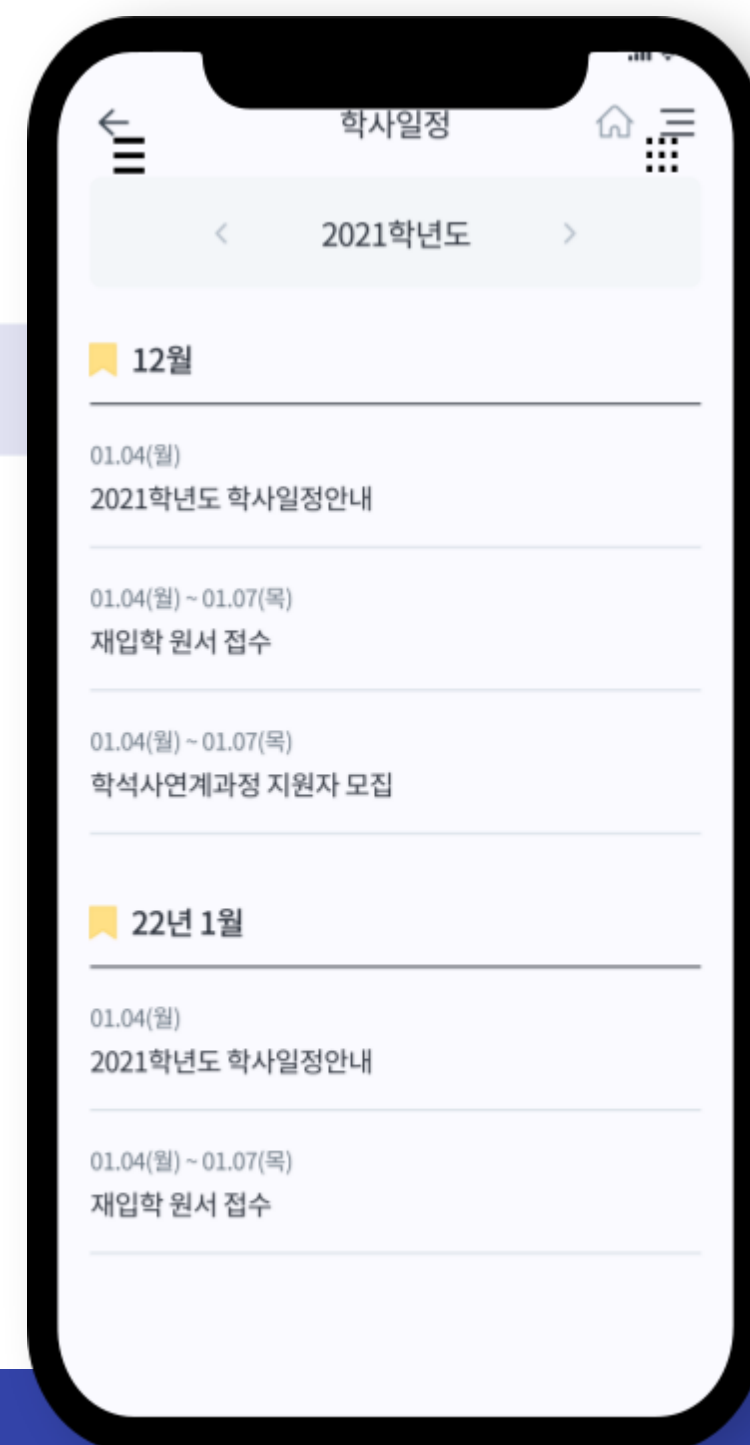 학사일정
2021학년도
12월
01.04(월)
2021학년도 학사일정안내
01.04(월) ~ 01.07(목)
재입학 원서 접수
01.04(월) ~ 01.07(목)
학석사연계과정 지원자 모집
22년 1월
01.04(월)
2021학년도 학사일정안내
01.04(월) ~ 01.07(목)
재입학 원서 접수